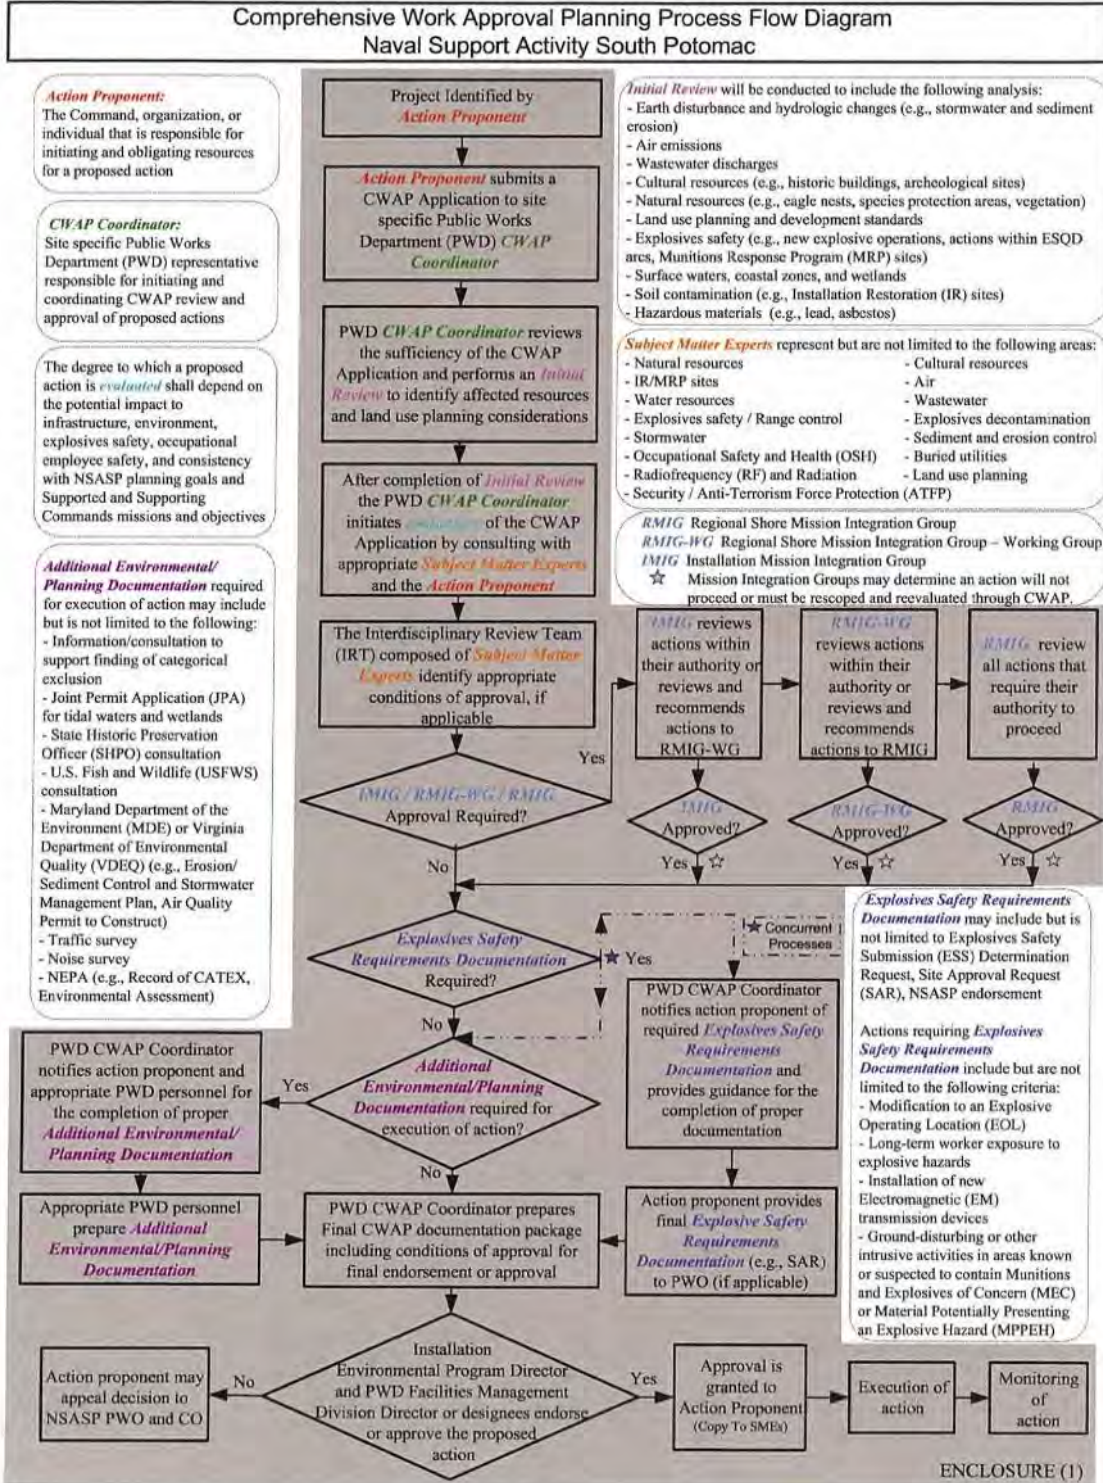 Comprehensive Work Approval Planning Process Flow Diagram
Naval Support Activity South Potomac
Action Proponent:
The Command, organization, or
individual that is responsible for
initiating and obligating resources
for a proposed action
CWAP Coordinator:
Site specific Public Works
Department (PWD) representative
responsible for initiating and
coordinating CWAP review and
approval of proposed actions
The degree to which a proposed
action is evaluated shall depend on
the potential impact to
infrastructure, environment,
explosives safety, occupational
employee safety, and consistency
with NSASP planning goals and
Supported and Supporting
Commands missions and objectives
Additional Environmental/
Planning Documentation required
for execution of action may include
but is not limited to the following:
- Information/consultation to
support finding of categorical
exclusion
- Joint Permit Application (JPA)
for tidal waters and wetlands
- State Historic Preservation
Officer (SHPO) consultation
- U.S. Fish and Wildlife (USFWS)
consultation
- Maryland Department of the
Environment (MDE) or Virginia
Department of Environmental
Quality (VDEQ) (e.g., Erosion/
Sediment Control and Stormwater
Management Plan, Air Quality
Permit to Construct)
- Traffic survey
- Noise survey
- NEPA (e.g., Record of CATEX,
Environmental Assessment)
Project Identified by
Action Proponent
Action Proponent submits a
CWAP Application to site
specific Public Works
Department (PWD) CWAP
Coordinator
PWD CWAP Coordinator reviews
the sufficiency of the CWAP
Application and performs an Initial
Review to identify affected resources
and land use planning considerations
After completion of Initial Review
the PWD CWAP Coordinator
initiates of the CWAP
Application by consulting with
appropriate Subject Matter Experts
and the Action Proponent
The Interdisciplinary Review Team
(IRT) composed of Subject Matter
Experts identify appropriate
conditions of approval, if
applicable
Initial Review will be conducted to include the following analysis:
- Earth disturbance and hydrologic changes (e.g., stormwater and sediment
erosion)
- Air emissions
- Wastewater discharges
- Cultural resources (e.g., historic buildings, archeological sites)
- Natural resources (e.g., eagle nests, species protection areas, vegetation)
- Land use planning and development standards
- Explosives safety (e.g., new explosive operations, actions within ESQD
arcs, Munitions Response Program (MRP) sites)
- Surface waters, coastal zones, and wetlands
- Soil contamination (e.g., Installation Restoration (IR) sites)
- Hazardous materials (e.g., lead, asbestos)
Subject Matter Experts represent but are not limited to the following areas:
- Natural resources - Cultural resources
- IR/MRP sites - Air
- Water resources - Wastewater
- Explosives safety / Range control - Explosives decontamination
- Stormwater - Sediment and erosion control
- Occupational Safety and Health (OSH) - Buried utilities
- Radiofrequency (RF) and Radiation - Land use planning
- Security / Anti-Terrorism Force Protection (ATFP)
RMIG Regional Shore Mission Integration Group
RMIG-WG Regional Shore Mission Integration Group – Working Group
IMIG Installation Mission Integration Group
☆ Mission Integration Groups may determine an action will not
proceed or must be rescoped and reevaluated through CWAP.
IMIG reviews
actions within
their authority or
reviews and
recommends
actions to
RMIG-WG
RMIG-WG
reviews actions
within their
authority or
reviews and
recommends
actions to RMIG
RMIG review
all actions that
require their
authority to
proceed
Yes
IMIG / RMIG-WG / RMIG
Approval Required?
IMIG
Approved?
RMIG-WG
Approved?
RMIG
Approved?
No
Yes ☆
Yes ☆
Yes ☆
Explosives Safety
Requirements Documentation
Required?
★ Yes
★ Concurrent
Processes
No
PWD CWAP Coordinator
notifies action proponent of
required Explosives Safety
Requirements
Documentation and
provides guidance for the
completion of proper
documentation
Explosives Safety Requirements
Documentation may include but is
not limited to Explosives Safety
Submission (ESS) Determination
Request, Site Approval Request
(SAR), NSASP endorsement
Actions requiring Explosives
Safety Requirements
Documentation include but are not
limited to the following criteria:
- Modification to an Explosive
Operating Location (EOL)
- Long-term worker exposure to
explosive hazards
- Installation of new
Electromagnetic (EM)
transmission devices
- Ground-disturbing or other
intrusive activities in areas known
or suspected to contain Munitions
and Explosives of Concern (MEC)
or Material Potentially Presenting
an Explosive Hazard (MPPEH)
PWD CWAP Coordinator
notifies action proponent and
appropriate PWD personnel for
the completion of proper
Additional Environmental/
Planning Documentation
Yes
Additional
Environmental/Planning
Documentation required for
execution of action?
No
Appropriate PWD personnel
prepare Additional
Environmental/Planning
Documentation
PWD CWAP Coordinator prepares
Final CWAP documentation package
including conditions of approval for
final endorsement or approval
Action proponent provides
final Explosive Safety
Requirements
Documentation (e.g., SAR)
to PWO (if applicable)
Action proponent may
appeal decision to
NSASP PWO and CO
No
Installation
Environmental Program Director
and PWD Facilities Management
Division Director or designees endorse
or approve the proposed
action
Yes
Approval is
granted to
Action Proponent
(Copy To SMEs)
Execution of
action
Monitoring
of
action
ENCLOSURE (1)